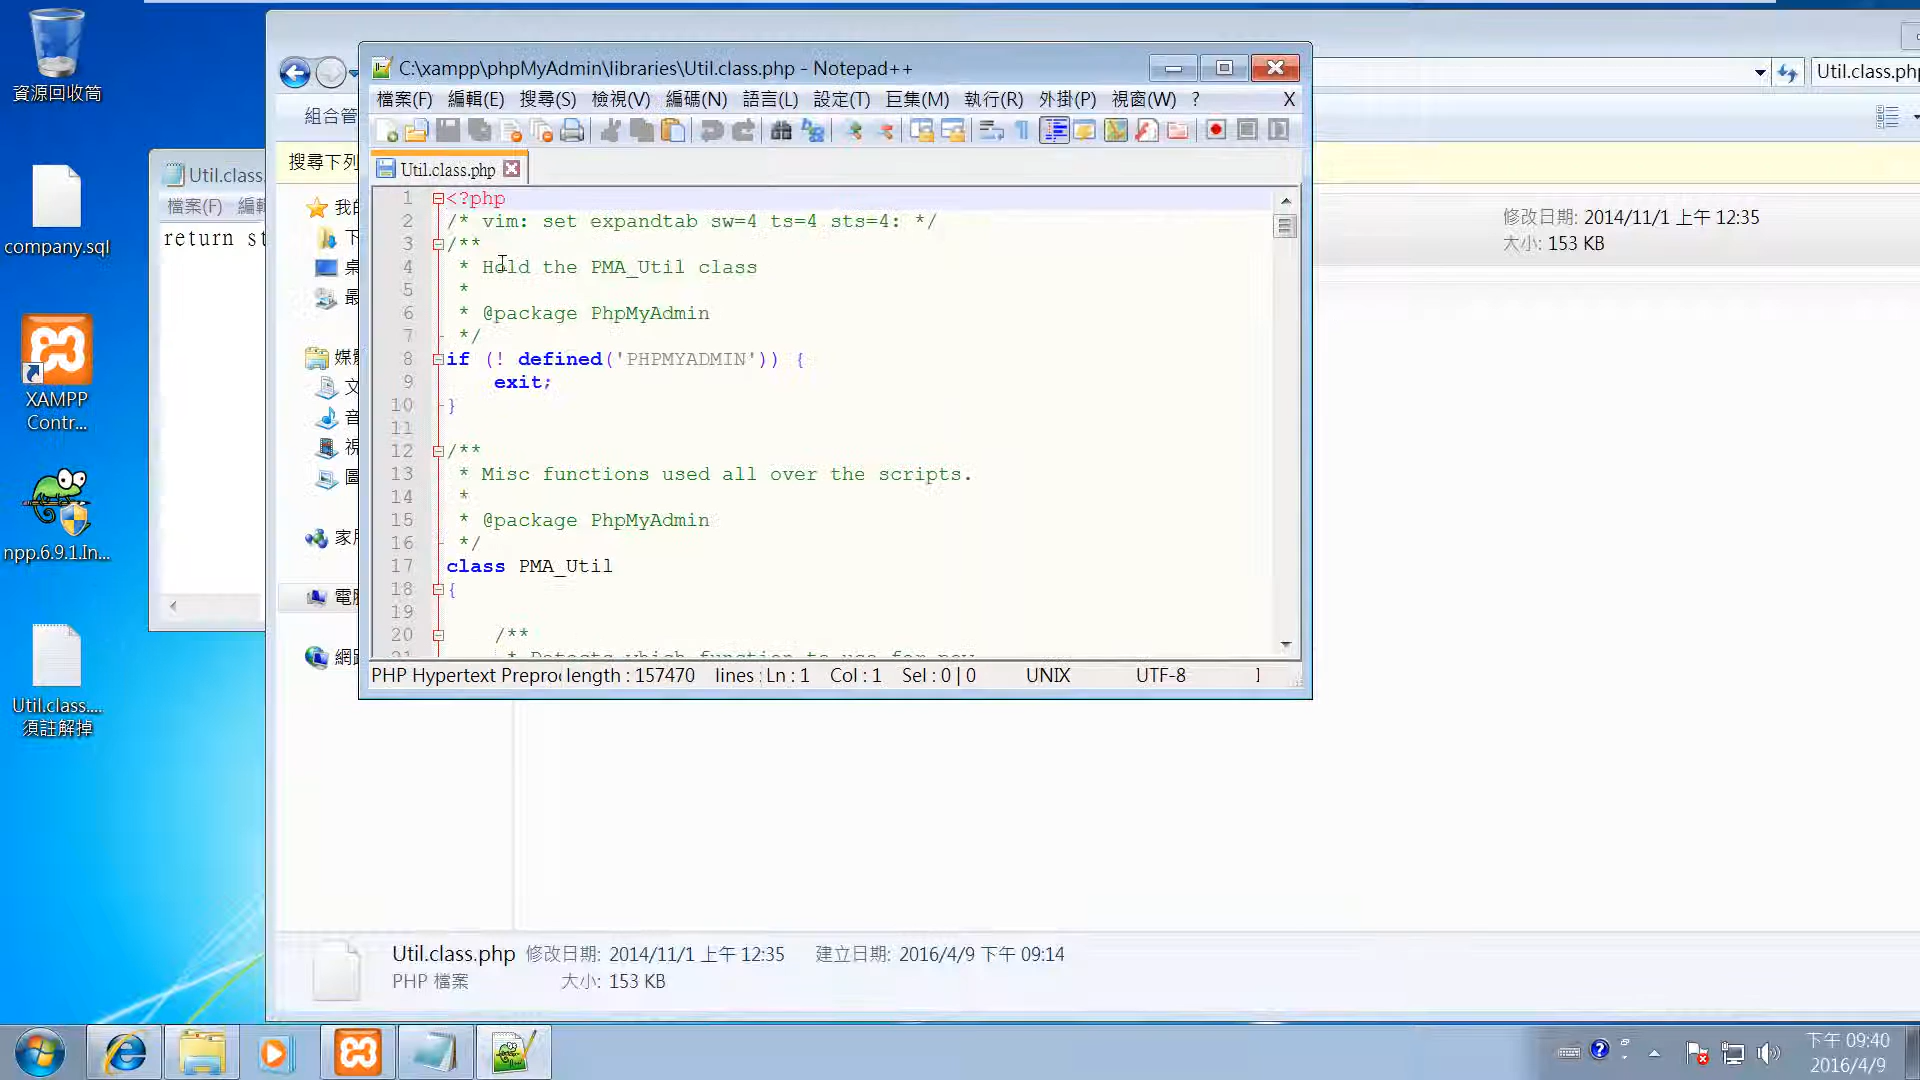 資源回收筒
company.sql
XAMPP
Contr...
npp.6.9.1.In...
Util.class....
須註解掉
Util.class.
檔案(F) 編輯
return st
組合管
搜尋下列
我的
下
桌
最
媒體
文
音
視
圖
家用
電腦
網路
C:\xampp\phpMyAdmin\libraries\Util.class.php - Notepad++
檔案(F) 編輯(E) 搜尋(S) 檢視(V) 編碼(N) 語言(L) 設定(T) 巨集(M) 執行(R) 外掛(P) 視窗(W) ? X
Util.class.php
1 <?php
2 /* vim: set expandtab sw=4 ts=4 sts=4: */
3 /**
4 * Hold the PMA_Util class
5 *
6 * @package PhpMyAdmin
7 */
8 if (! defined('PHPMYADMIN')) {
9 exit;
10 }
11
12 /**
13 * Misc functions used all over the scripts.
14 *
15 * @package PhpMyAdmin
16 */
17 class PMA_Util
18 {
19
20 /**
21 * Detects which function to use for pow
PHP Hypertext Preproc length : 157470 lines : Ln : 1 Col : 1 Sel : 0 | 0 UNIX UTF-8 I
Util.class.php
修改日期: 2014/11/1 上午 12:35
大小: 153 KB
Util.class.php 修改日期: 2014/11/1 上午 12:35 建立日期: 2016/4/9 下午 09:14
PHP 檔案 大小: 153 KB
下午 09:40
2016/4/9